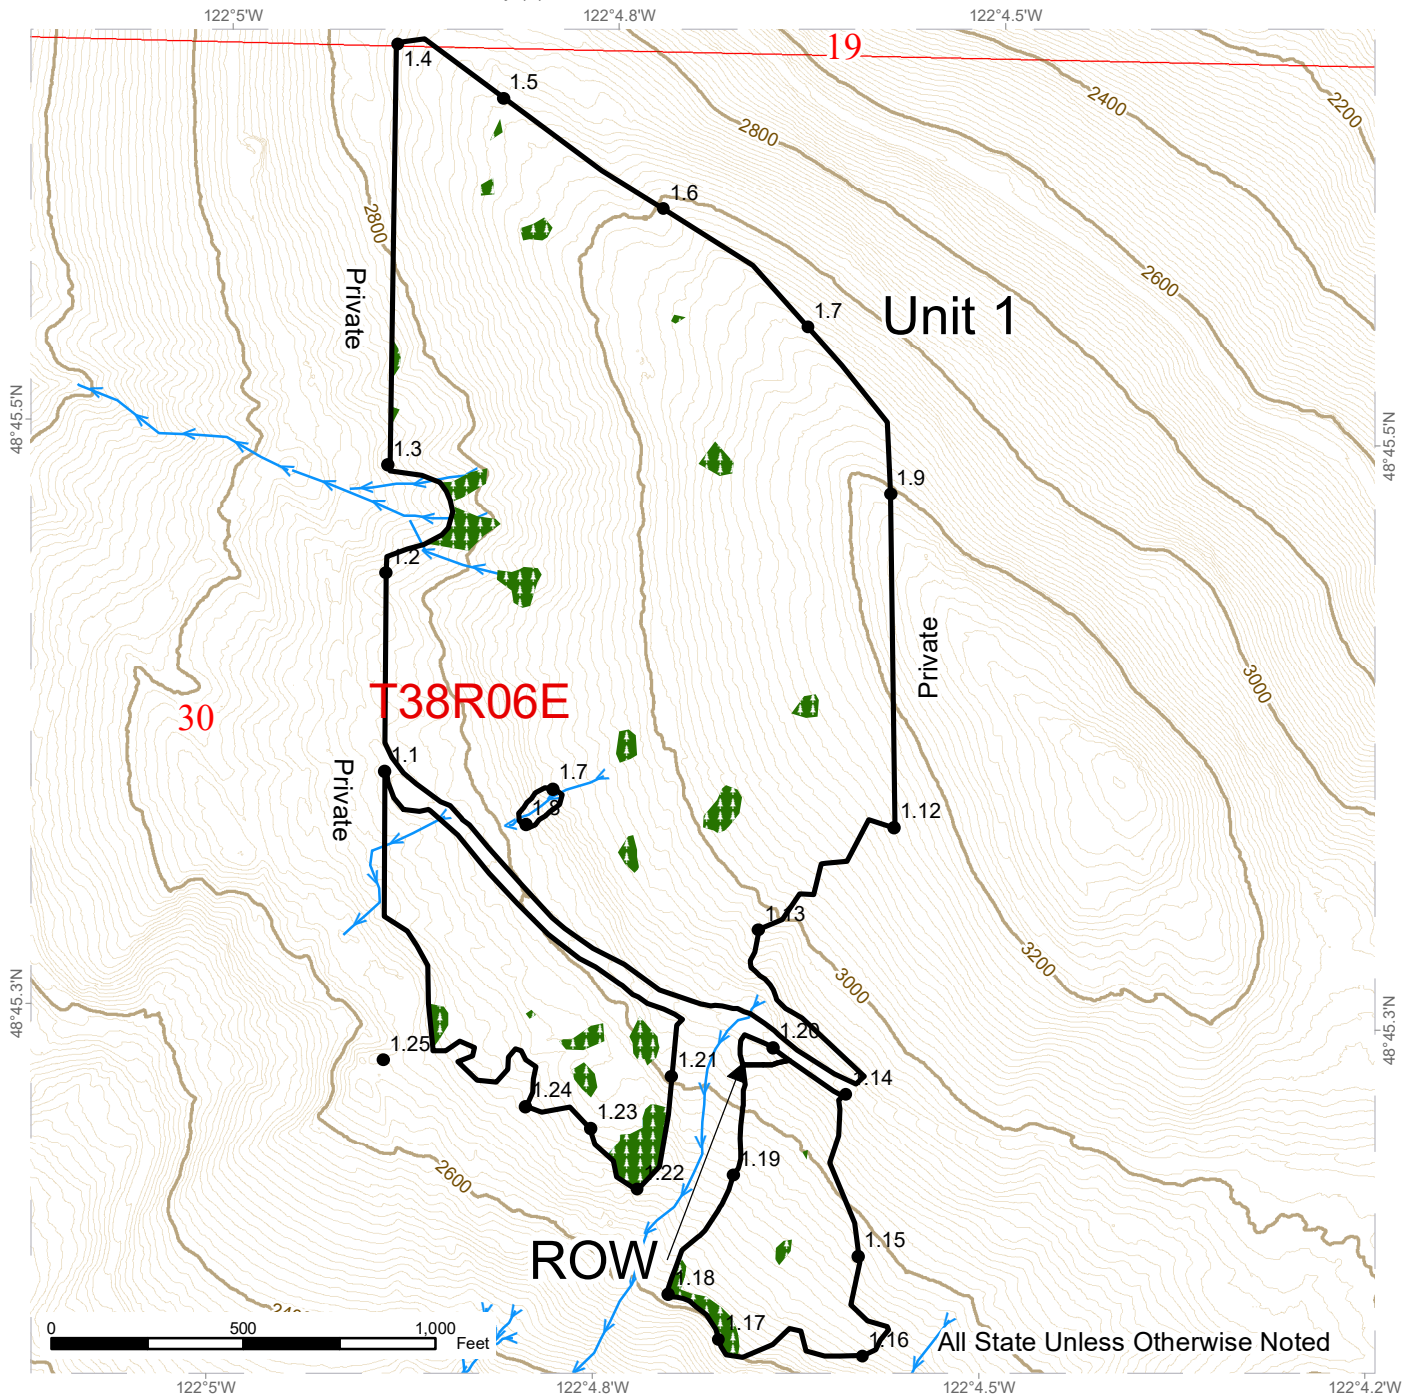 122°5'W
122°4.8'W
122°4.5'W
19
1.4
1.5
2400
2200
2800
1.6
2800
2600
Private
1.7
Unit 1
48°45.5'N
48°45.5'N
1.3
1.9
1.2
Private
3000
T38R06E
30
1.1
Private
1.7
1.8
1.12
1.13
3200
3000
48°45.3'N
48°45.3'N
1.20
1.25
1.21
1.14
1.24
1.23
1.19
2600
1.22
1.15
ROW
1.18
0 500 1,000 Feet
1.17
1.16
All State Unless Otherwise Noted
122°5'W
122°4.8'W
122°4.5'W
122°4.2'W